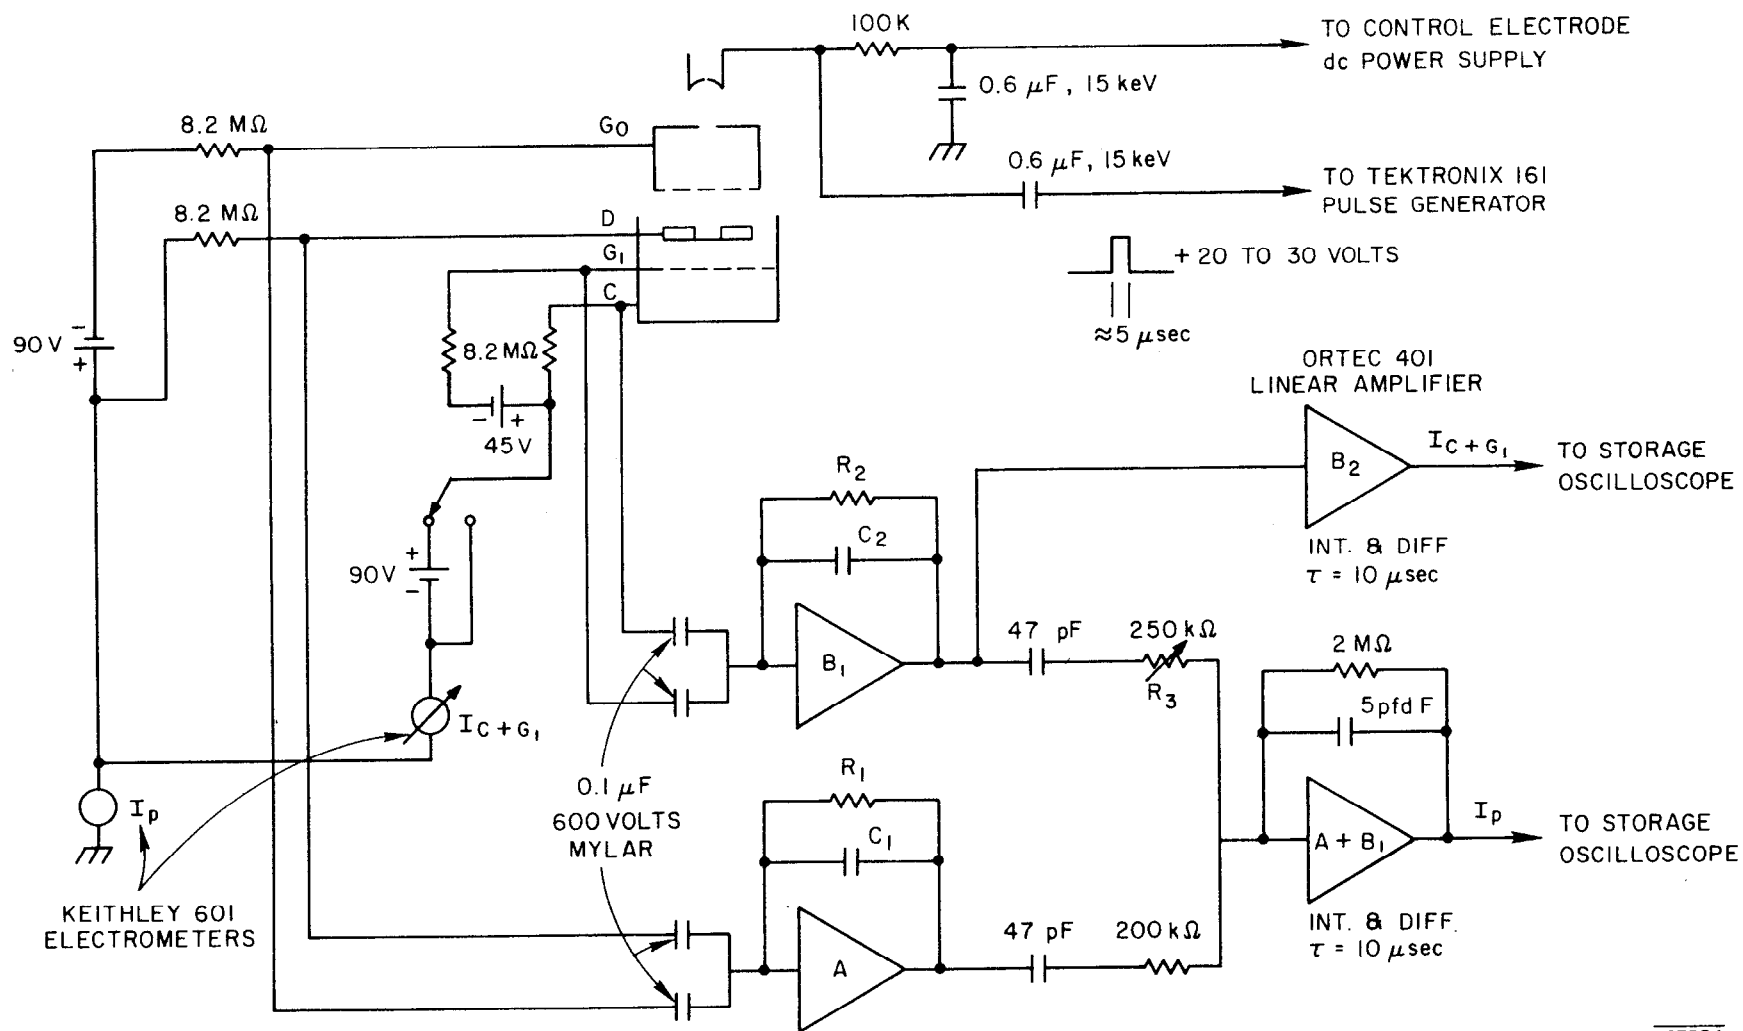 100K
TO CONTROL ELECTRODE
dc POWER SUPPLY
0.6 μF, 15 keV
8.2 MΩ
G0
0.6 μF, 15 keV
TO TEKTRONIX 161
PULSE GENERATOR
8.2 MΩ
D
G1
C
+ 20 TO 30 VOLTS
≈5 μsec
-
90 V
+
8.2 MΩ
- +
45 V
ORTEC 401
LINEAR AMPLIFIER
B2
IC + G1
TO STORAGE
OSCILLOSCOPE
INT. & DIFF
τ = 10 μsec
R2
C2
+
90V
-
B1
47 pF
250 kΩ
R3
2 MΩ
5 pfd F
IC + G1
Ip
0.1 μF
600 VOLTS
MYLAR
R1
C1
A + B1
Ip
TO STORAGE
OSCILLOSCOPE
INT. & DIFF.
τ = 10 μsec
KEITHLEY 601
ELECTROMETERS
A
47 pF
200 kΩ